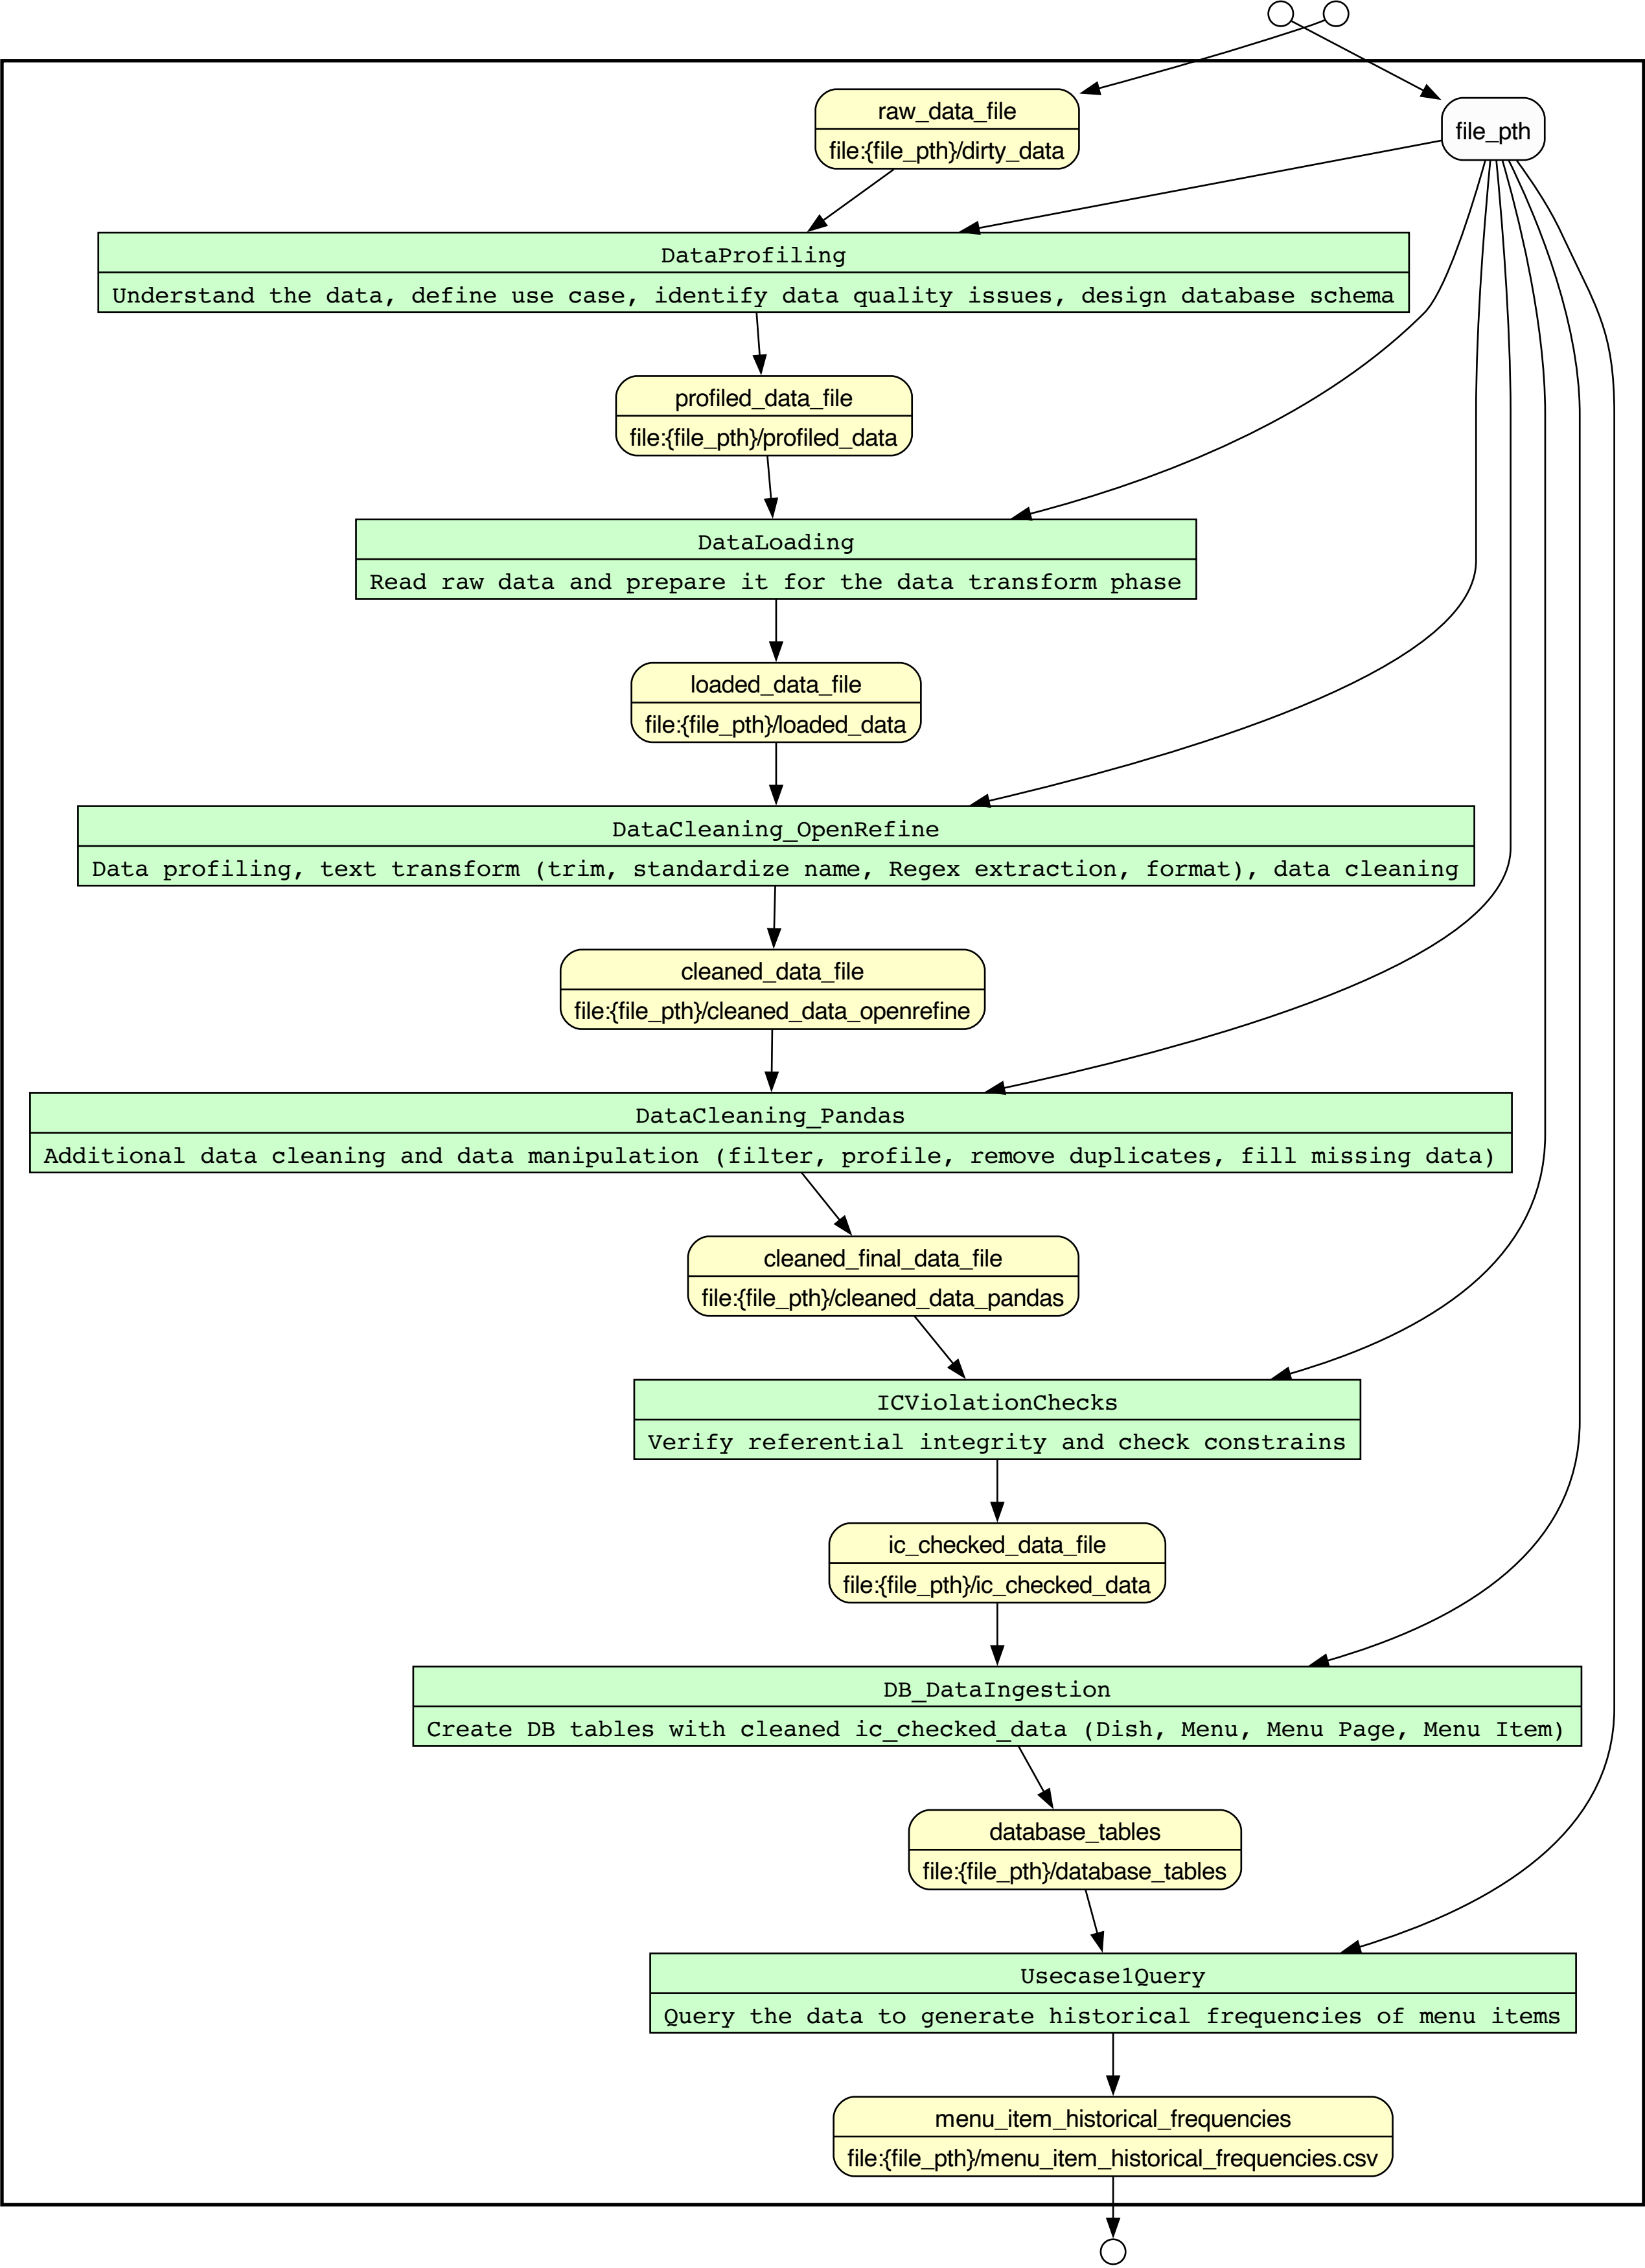 raw_data_file
file:{file_pth}/dirty_data
file_pth
DataProfiling
Understand the data, define use case, identify data quality issues, design database schema
profiled_data_file
file:{file_pth}/profiled_data
DataLoading
Read raw data and prepare it for the data transform phase
loaded_data_file
file:{file_pth}/loaded_data
DataCleaning_OpenRefine
Data profiling, text transform (trim, standardize name, Regex extraction, format), data cleaning
cleaned_data_file
file:{file_pth}/cleaned_data_openrefine
DataCleaning_Pandas
Additional data cleaning and data manipulation (filter, profile, remove duplicates, fill missing data)
cleaned_final_data_file
file:{file_pth}/cleaned_data_pandas
ICViolationChecks
Verify referential integrity and check constrains
ic_checked_data_file
file:{file_pth}/ic_checked_data
DB_DataIngestion
Create DB tables with cleaned ic_checked_data (Dish, Menu, Menu Page, Menu Item)
database_tables
file:{file_pth}/database_tables
Usecase1Query
Query the data to generate historical frequencies of menu items
menu_item_historical_frequencies
file:{file_pth}/menu_item_historical_frequencies.csv